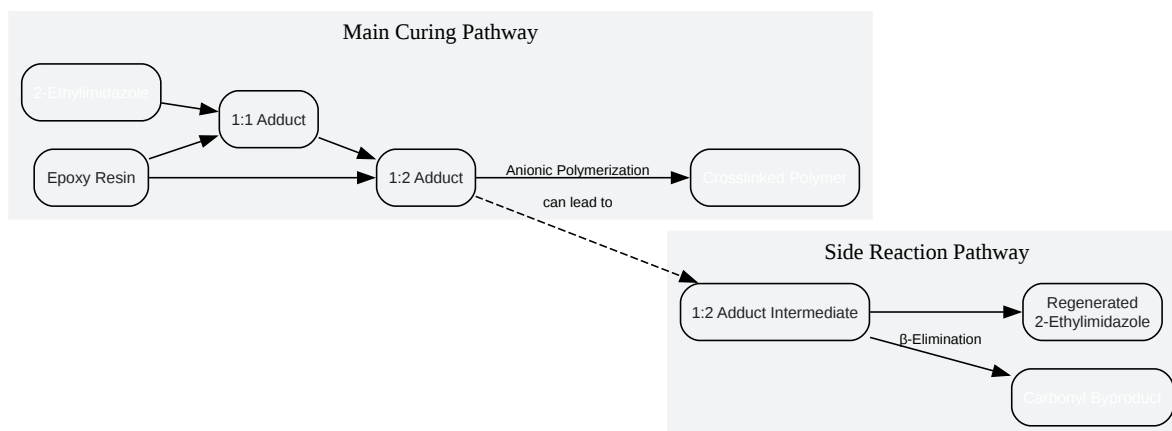 Main Curing Pathway
2-Ethylimidazole
1:1 Adduct
Epoxy Resin
1:2 Adduct
Anionic Polymerization
Crosslinked Polymer
can lead to
Side Reaction Pathway
1:2 Adduct Intermediate
Regenerated
2-Ethylimidazole
β-Elimination
Carbonyl Byproduct